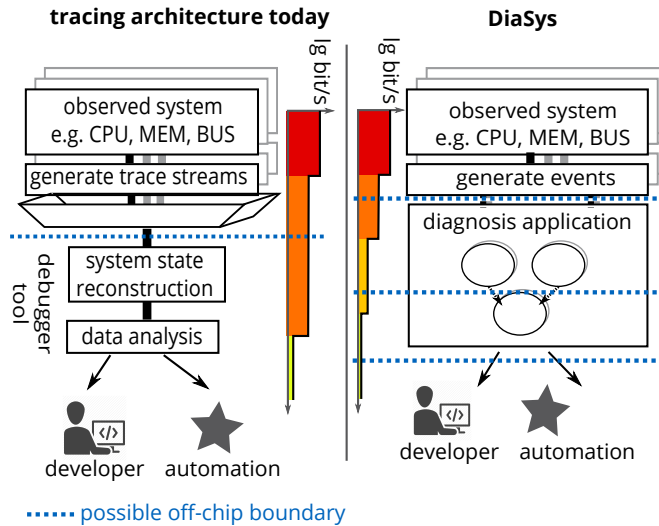 tracing architecture today
lg bit/s
observed system
e.g. CPU, MEM, BUS
generate trace streams
debugger
tool
system state
reconstruction
data analysis
</>
developer
automation
DiaSys
lg bit/s
observed system
e.g. CPU, MEM, BUS
generate events
diagnosis application
</>
developer
automation
possible off-chip boundary